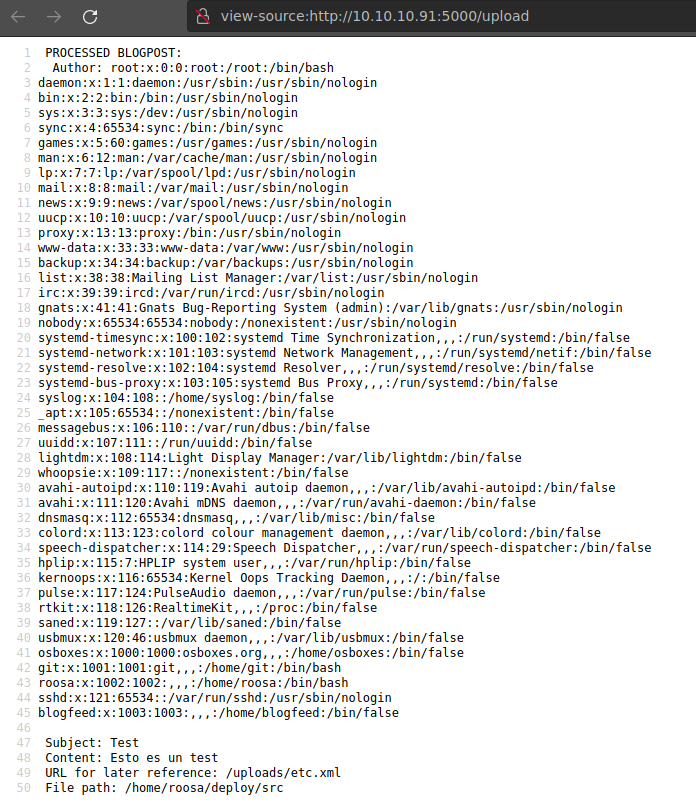 view-source:http://10.10.10.91:5000/upload
1 PROCESSED BLOGPOST:
2 Author: root:x:0:0:root:/root:/bin/bash
3 daemon:x:1:1:daemon:/usr/sbin:/usr/sbin/nologin
4 bin:x:2:2:bin:/bin:/usr/sbin/nologin
5 sys:x:3:3:sys:/dev:/usr/sbin/nologin
6 sync:x:4:65534:sync:/bin:/bin/sync
7 games:x:5:60:games:/usr/games:/usr/sbin/nologin
8 man:x:6:12:man:/var/cache/man:/usr/sbin/nologin
9 lp:x:7:7:lp:/var/spool/lpd:/usr/sbin/nologin
10 mail:x:8:8:mail:/var/mail:/usr/sbin/nologin
11 news:x:9:9:news:/var/spool/news:/usr/sbin/nologin
12 uucp:x:10:10:uucp:/var/spool/uucp:/usr/sbin/nologin
13 proxy:x:13:13:proxy:/bin:/usr/sbin/nologin
14 www-data:x:33:33:www-data:/var/www:/usr/sbin/nologin
15 backup:x:34:34:backup:/var/backups:/usr/sbin/nologin
16 list:x:38:38:Mailing List Manager:/var/list:/usr/sbin/nologin
17 irc:x:39:39:ircd:/var/run/ircd:/usr/sbin/nologin
18 gnats:x:41:41:Gnats Bug-Reporting System (admin):/var/lib/gnats:/usr/sbin/nologin
19 nobody:x:65534:65534:nobody:/nonexistent:/usr/sbin/nologin
20 systemd-timesync:x:100:102:systemd Time Synchronization,,,:/run/systemd:/bin/false
21 systemd-network:x:101:103:systemd Network Management,,,:/run/systemd/netif:/bin/false
22 systemd-resolve:x:102:104:systemd Resolver,,,:/run/systemd/resolve:/bin/false
23 systemd-bus-proxy:x:103:105:systemd Bus Proxy,,,:/run/systemd:/bin/false
24 syslog:x:104:108::/home/syslog:/bin/false
25 _apt:x:105:65534::/nonexistent:/bin/false
26 messagebus:x:106:110::/var/run/dbus:/bin/false
27 uuidd:x:107:111::/run/uuidd:/bin/false
28 lightdm:x:108:114:Light Display Manager:/var/lib/lightdm:/bin/false
29 whoopsie:x:109:117::/nonexistent:/bin/false
30 avahi-autoipd:x:110:119:Avahi autoip daemon,,,:/var/lib/avahi-autoipd:/bin/false
31 avahi:x:111:120:Avahi mDNS daemon,,,:/var/run/avahi-daemon:/bin/false
32 dnsmasq:x:112:65534:dnsmasq,,,:/var/lib/misc:/bin/false
33 colord:x:113:123:colord colour management daemon,,,:/var/lib/colord:/bin/false
34 speech-dispatcher:x:114:29:Speech Dispatcher,,,:/var/run/speech-dispatcher:/bin/false
35 hplip:x:115:7:HPLIP system user,,,:/var/run/hplip:/bin/false
36 kernoops:x:116:65534:Kernel Oops Tracking Daemon,,,:/:/bin/false
37 pulse:x:117:124:PulseAudio daemon,,,:/var/run/pulse:/bin/false
38 rtkit:x:118:126:RealtimeKit,,,:/proc:/bin/false
39 saned:x:119:127::/var/lib/saned:/bin/false
40 usbmux:x:120:46:usbmux daemon,,,:/var/lib/usbmux:/bin/false
41 osboxes:x:1000:1000:osboxes.org,,,:/home/osboxes:/bin/false
42 git:x:1001:1001:git,,,:/home/git:/bin/bash
43 roosa:x:1002:1002:,,,:/home/roosa:/bin/bash
44 sshd:x:121:65534::/var/run/sshd:/usr/sbin/nologin
45 blogfeed:x:1003:1003:,,,:/home/blogfeed:/bin/false
46
47 Subject: Test
48 Content: Esto es un test
49 URL for later reference: /uploads/etc.xml
50 File path: /home/roosa/deploy/src